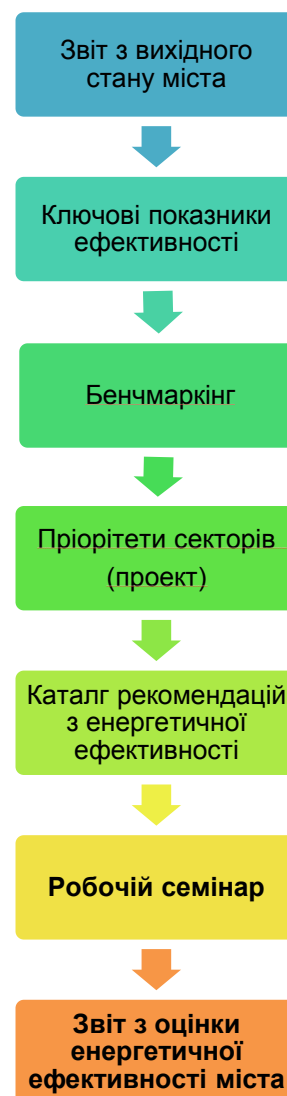 Звіт з вихідного
стану міста
Ключові показники
ефективності
Бенчмаркінг
Пріорітети секторів
(проект)
Каталг рекомендацій
з енергетичної
ефективності
Робочій семінар
Звіт з оцінки
енергетичної
ефективності міста